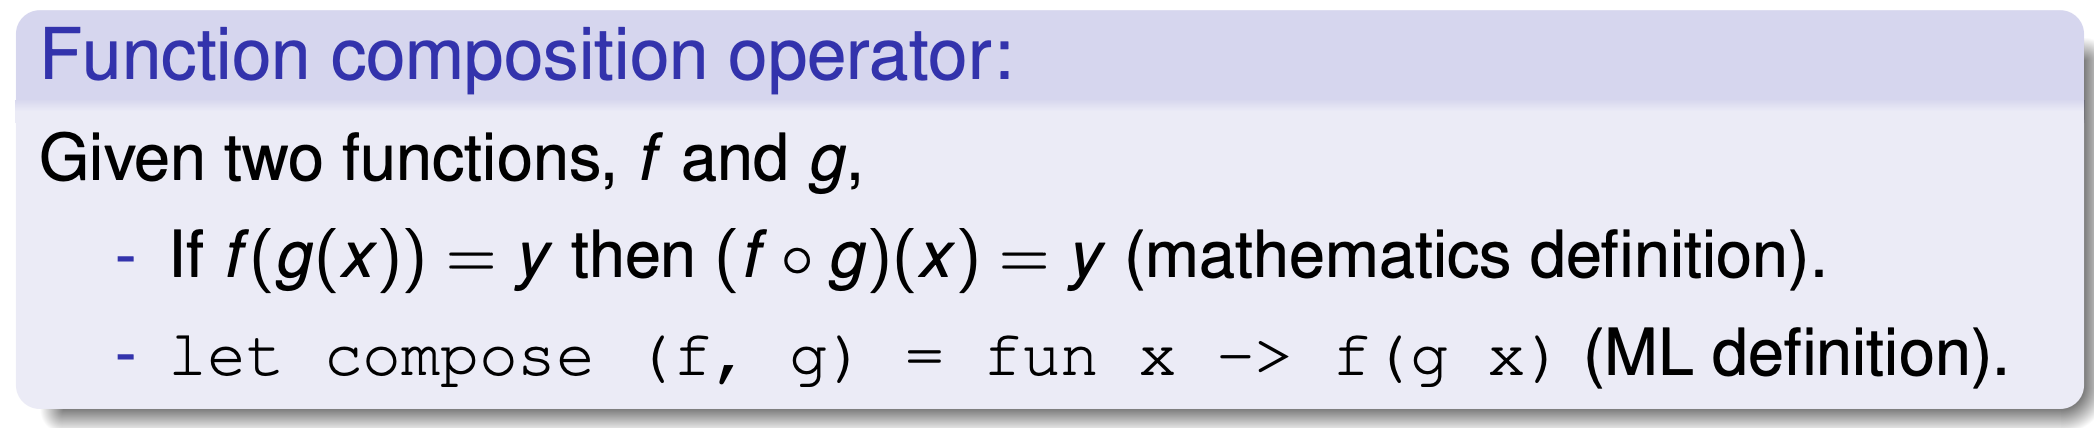 Function composition operator:
Given two functions, f and g,
- If f(g(x)) = y then (f ∘ g)(x) = y (mathematics definition).
- let compose (f, g) = fun x -> f(g x) (ML definition).